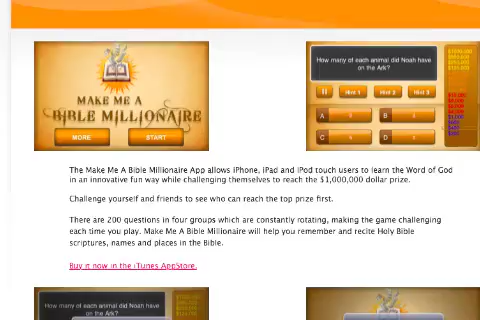 MAKE ME A
BIBLE MILLIONAIRE
MORE
START
How many of each animal did Noah have
on the Ark?
Hint 1
Hint 2
Hint 3
A
B
C
D
The Make Me A Bible Millionaire App allows iPhone, iPad and iPod touch users to learn the Word of God
in an innovative fun way while challenging themselves to reach the $1,000,000 dollar prize.
Challenge yourself and friends to see who can reach the top prize first.
There are 200 questions in four groups which are constantly rotating, making the game challenging
each time you play. Make Me A Bible Millionaire will help you remember and recite Holy Bible
scriptures, names and places in the Bible.
Buy it now in the iTunes AppStore.
How many of each animal did Noah have
on the Ark?